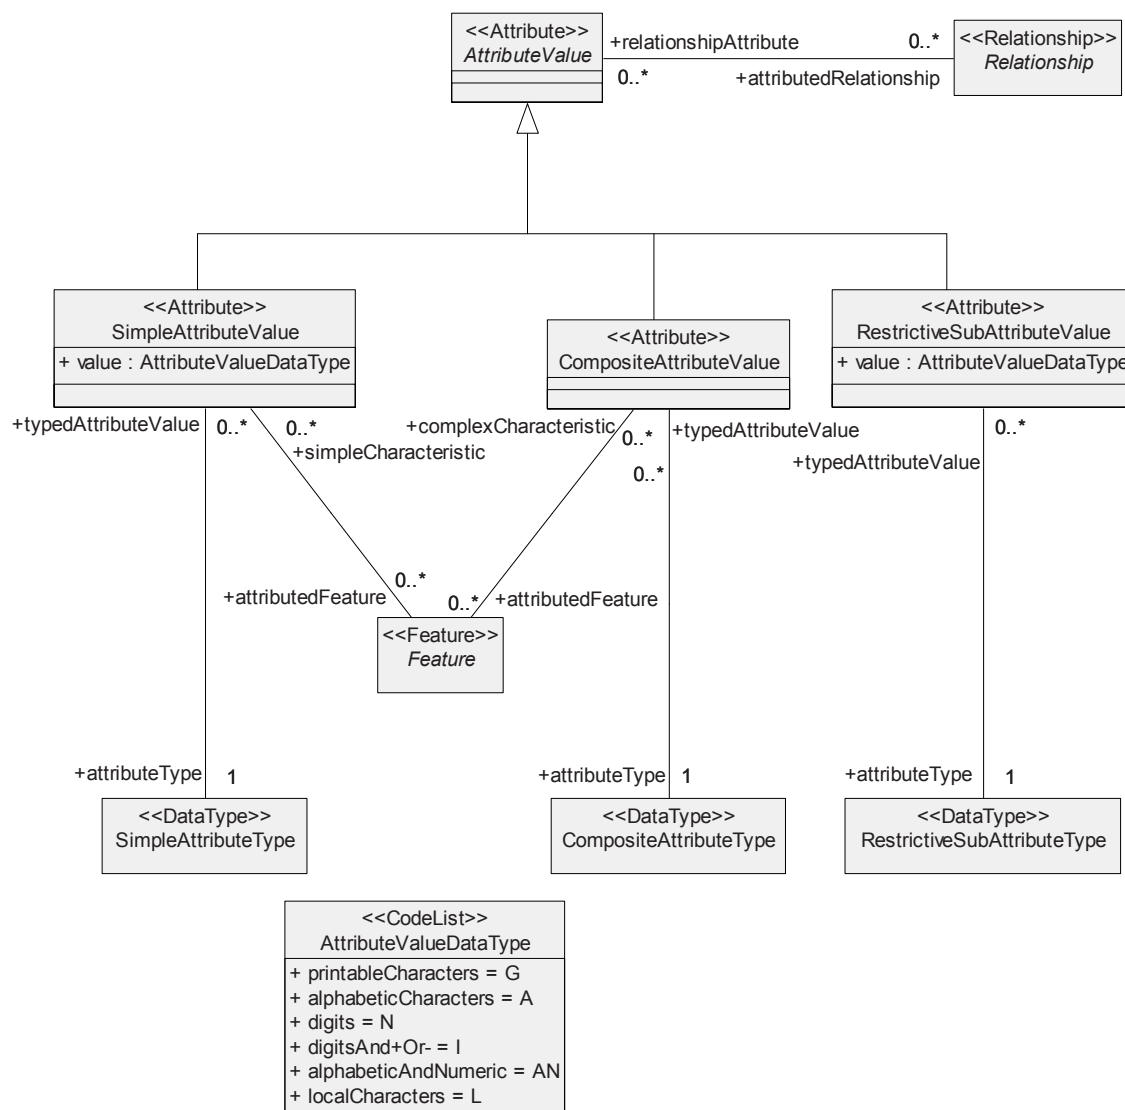 <<Attribute>>
AttributeValue
+relationshipAttribute
0..*
0..*
+attributedRelationship
<<Relationship>>
Relationship
<<Attribute>>
SimpleAttributeValue
+ value : AttributeValueDataType
<<Attribute>>
CompositeAttributeValue
<<Attribute>>
RestrictiveSubAttributeValue
+ value : AttributeValueDataType
+typedAttributeValue
0..*
0..*
+simpleCharacteristic
+complexCharacteristic
0..*
+typedAttributeValue
0..*
0..*
+typedAttributeValue
0..*
+attributedFeature
0..*
+attributedFeature
<<Feature>>
Feature
+attributeType
1
+attributeType
1
+attributeType
1
<<DataType>>
SimpleAttributeType
<<DataType>>
CompositeAttributeType
<<DataType>>
RestrictiveSubAttributeType
<<CodeList>>
AttributeValueDataType
+ printableCharacters = G
+ alphabeticCharacters = A
+ digits = N
+ digitsAnd+Or- = I
+ alphabeticAndNumeric = AN
+ localCharacters = L